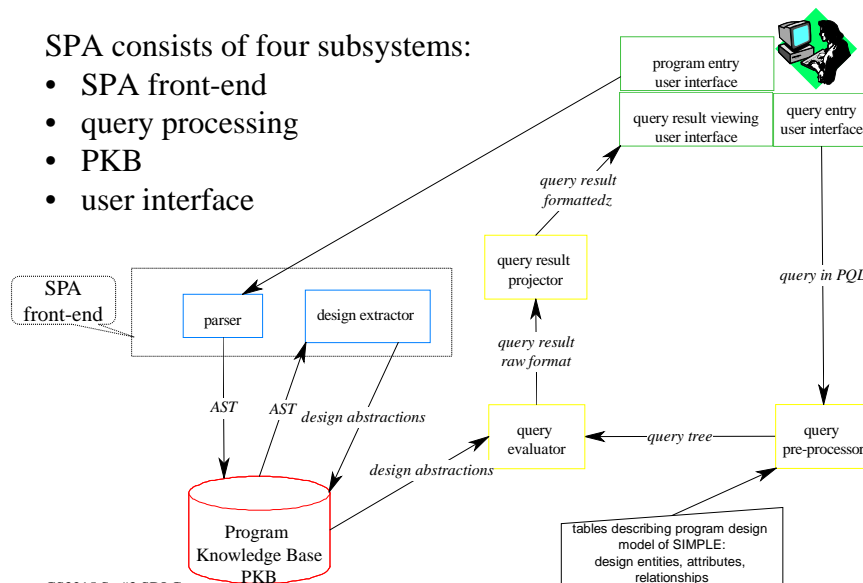 SPA consists of four subsystems:
• SPA front-end
• query processing
• PKB
• user interface
program entry
user interface
query result viewing
user interface
query entry
user interface
query result
formattedz
query result
projector
query in PQL
SPA
front-end
parser
design extractor
query result
raw format
AST
AST
design abstractions
query
evaluator
query tree
query
pre-processor
design abstractions
Program
Knowledge Base
PKB
tables describing program design
model of SIMPLE:
design entities, attributes,
relationships